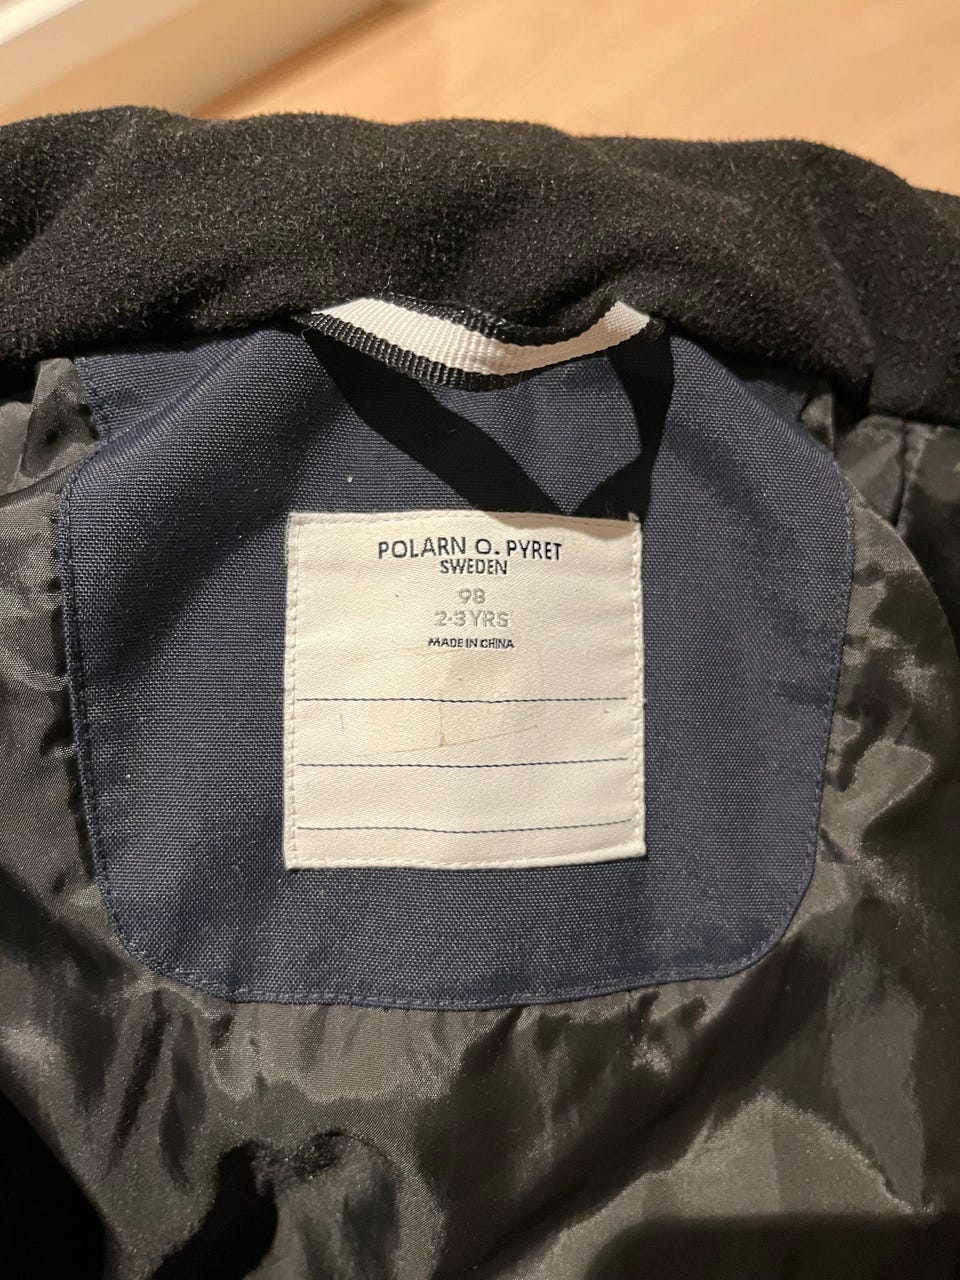 POLARN O. PYRET
SWEDEN
98
2-3 YRS
MADE IN CHINA